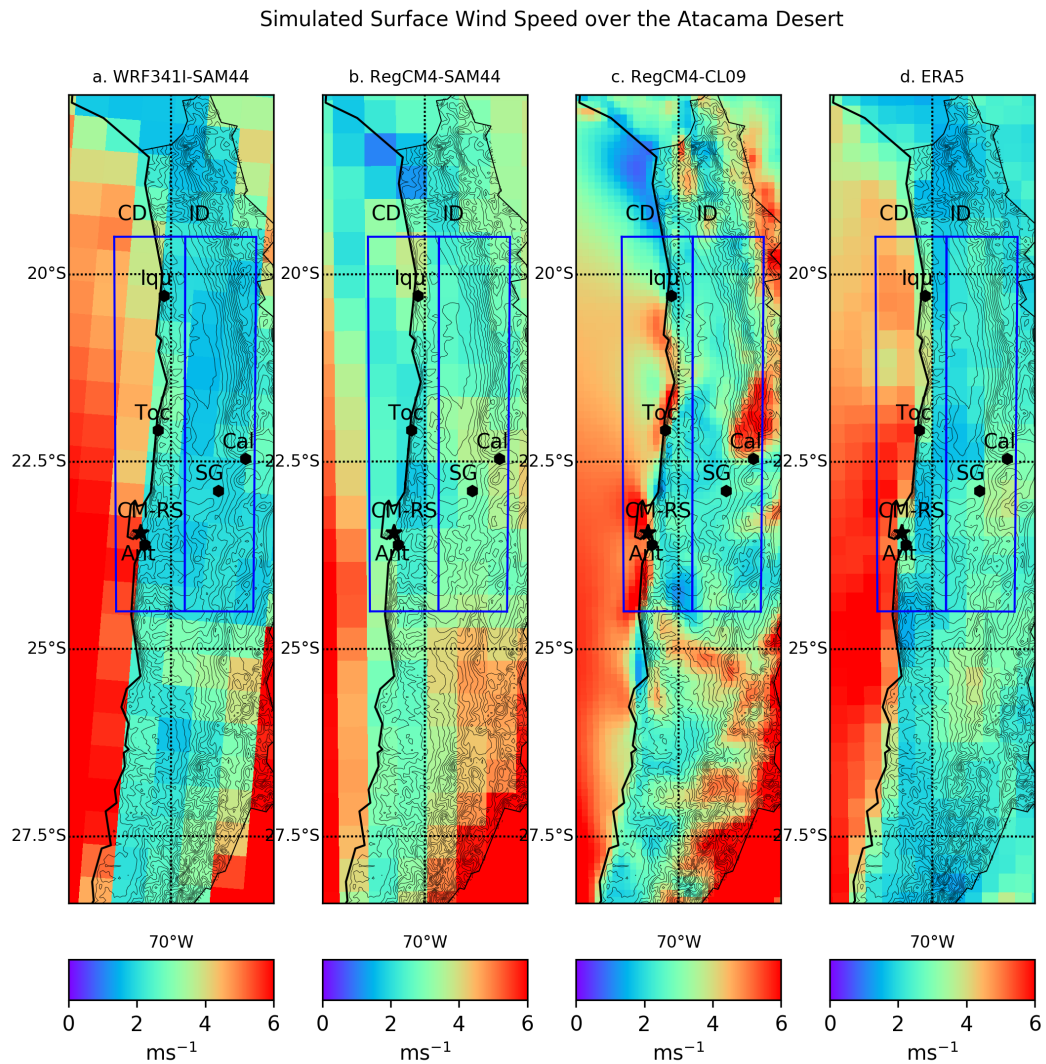 Simulated Surface Wind Speed over the Atacama Desert
a. WRF341I-SAM44
b. RegCM4-SAM44
c. RegCM4-CL09
d. ERA5
CD ID
CD ID
CD ID
CD ID
20°S
20°S
20°S
20°S
Iqu
Iqu
Iqu
Iqu
Toc
Toc
Toc
Toc
Cal
Cal
Cal
Cal
22.5°S
22.5°S
22.5°S
22.5°S
SG
SG
SG
SG
CM-RS
CM-RS
CM-RS
CM-RS
Ant
Ant
Ant
Ant
25°S
25°S
25°S
25°S
27.5°S
27.5°S
27.5°S
27.5°S
70°W
70°W
70°W
70°W
0 2 4 6
0 2 4 6
0 2 4 6
0 2 4 6
ms⁻¹
ms⁻¹
ms⁻¹
ms⁻¹